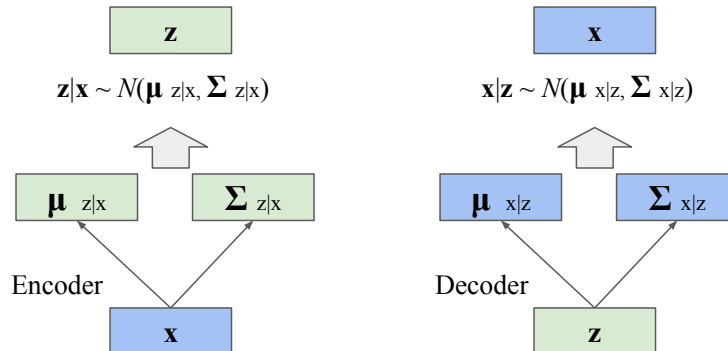 z
z|x ~ N(μ z|x, Σ z|x)
μ z|x
Σ z|x
Encoder
x
x
x|z ~ N(μ x|z, Σ x|z)
μ x|z
Σ x|z
Decoder
z